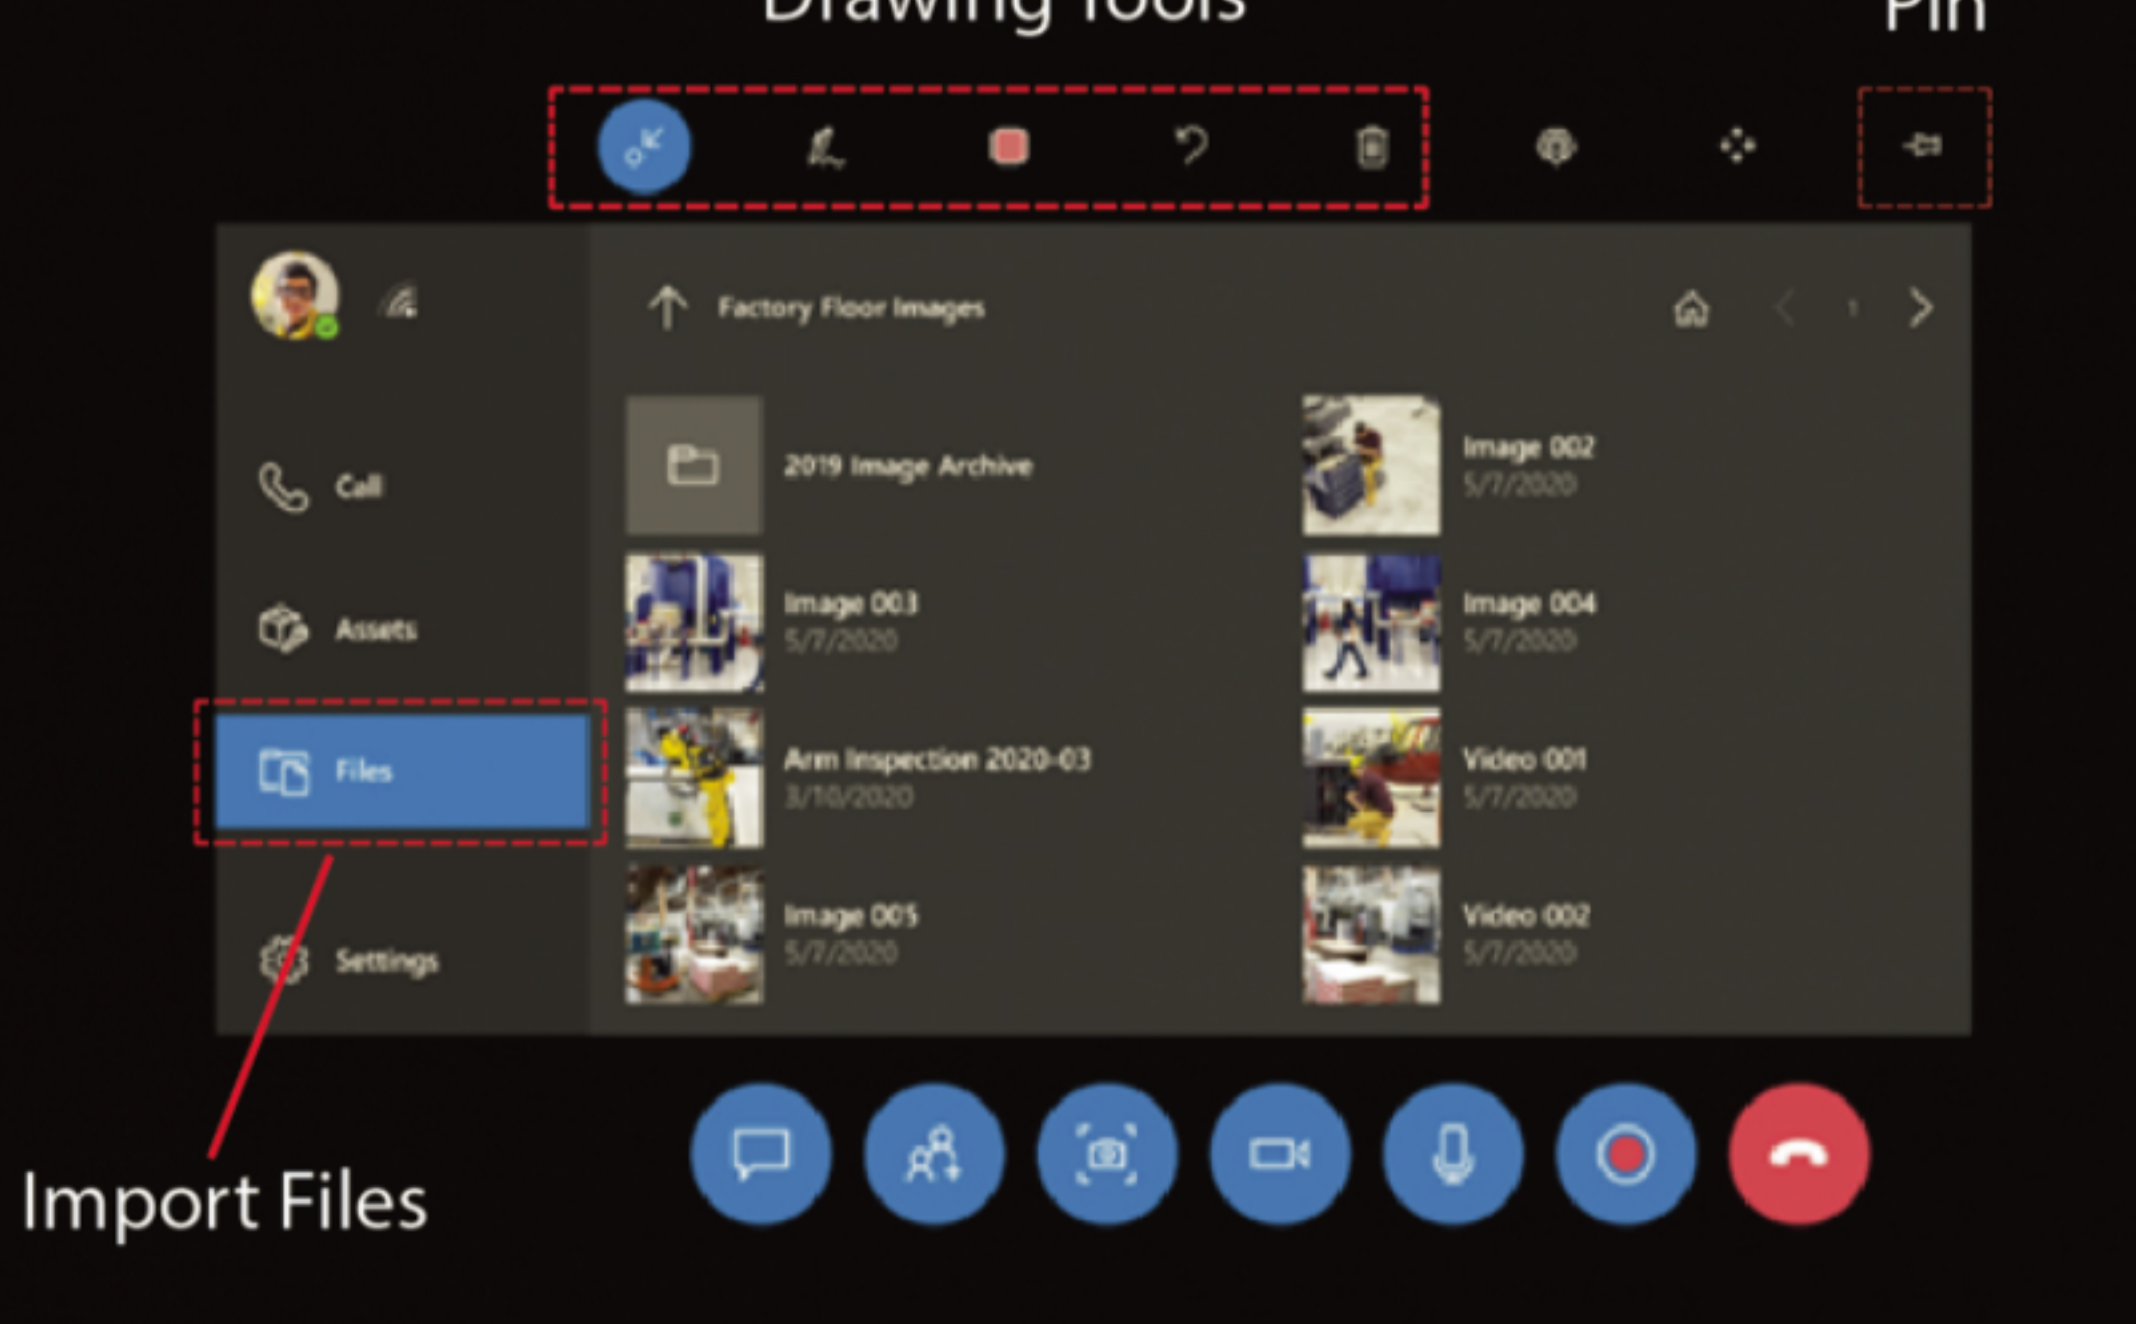 Drawing Tools
Pin
Factory Floor Images
1
2019 Image Archive
Image 002
5/7/2020
Call
Image 003
5/7/2020
Image 004
5/7/2020
Assets
Arm Inspection 2020-03
3/10/2020
Video 001
5/7/2020
Files
Image 005
5/7/2020
Video 002
5/7/2020
Settings
Import Files